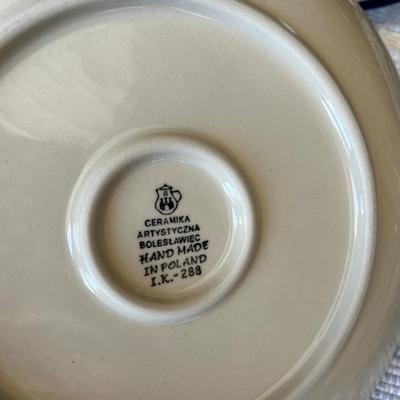 CERAMIKA
ARTYSTYCZNA
BOLESŁAWIEC
HAND MADE
IN POLAND
I.K.-288